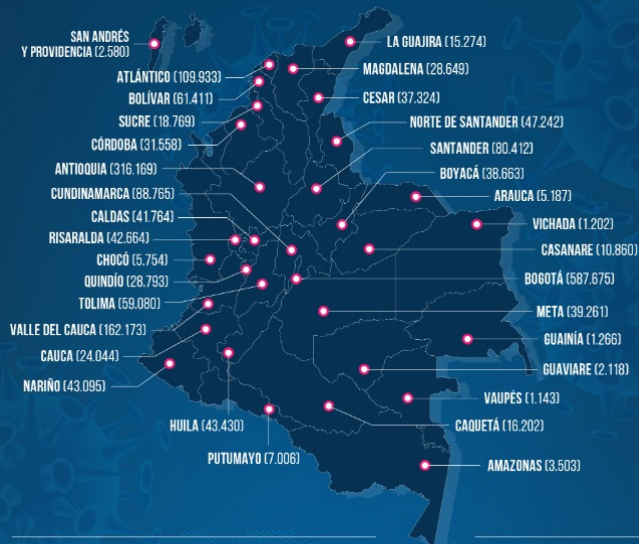 SAN ANDRÉS
Y PROVIDENCIA (2.580)
ATLÁNTICO (109.933)
BOLÍVAR (61.411)
SUCRE (18.769)
CÓRDOBA (31.558)
ANTIOQUIA (316.169)
CUNDINAMARCA (88.765)
CALDAS (41.764)
RISARALDA (42.664)
CHOCÓ (5.754)
QUINDÍO (28.793)
TOLIMA (59.080)
VALLE DEL CAUCA (162.173)
CAUCA (24.044)
NARIÑO (43.095)
HUILA (43.430)
PUTUMAYO (7.006)
LA GUAJIRA (15.274)
MAGDALENA (28.649)
CESAR (37.324)
NORTE DE SANTANDER (47.242)
SANTANDER (80.412)
BOYACÁ (38.663)
ARAUCA (5.187)
VICHADA (1.202)
CASANARE (10.860)
BOGOTÁ (587.675)
META (39.261)
GUAINÍA (1.266)
GUAVIARE (2.118)
VAUPÉS (1.143)
CAQUETÁ (16.202)
AMAZONAS (3.503)